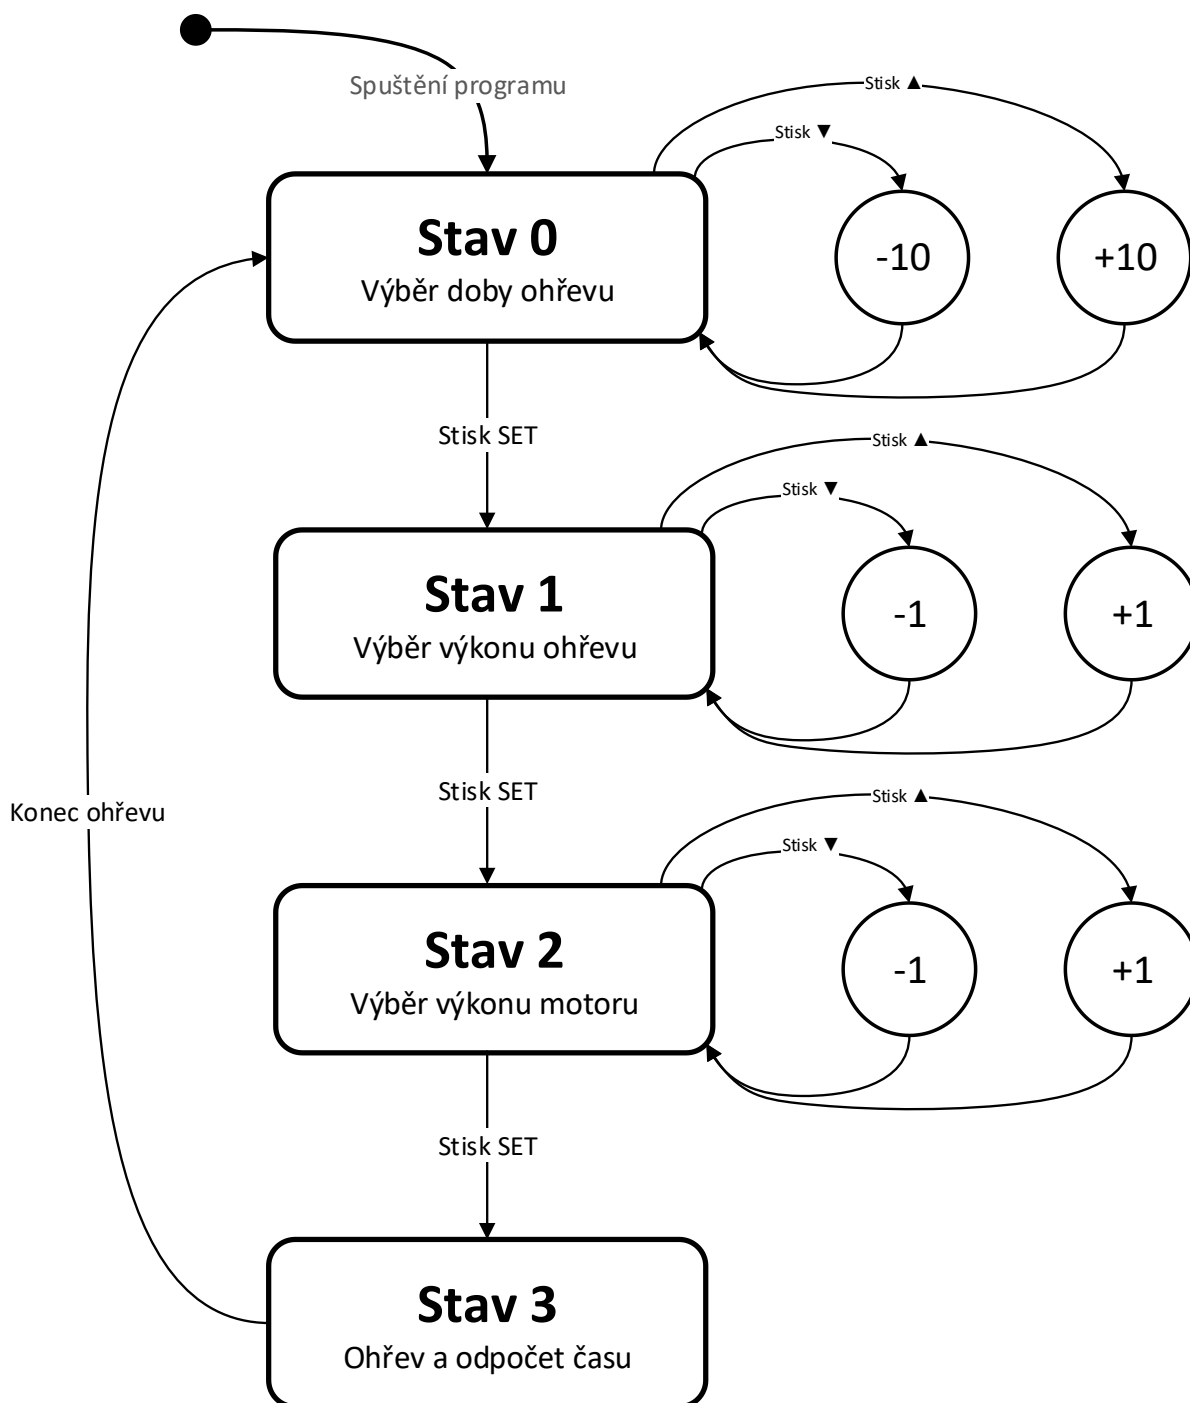 Spuštění programu
Stisk ▲
Stisk ▼
Stav 0
Výběr doby ohřevu
-10
+10
Stisk SET
Stisk ▲
Stisk ▼
Stav 1
Výběr výkonu ohřevu
-1
+1
Stisk SET
Konec ohřevu
Stisk ▲
Stisk ▼
Stav 2
Výběr výkonu motoru
-1
+1
Stisk SET
Stav 3
Ohřev a odpočet času